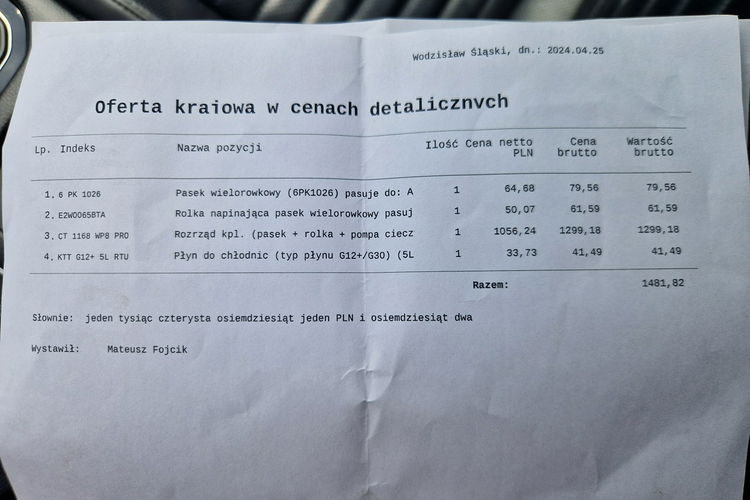 Wodzisław Śląski, dn.: 2024.04.25
Oferta krajowa w cenach detalicznych
Lp. Indeks Nazwa pozycji Ilość Cena netto PLN Cena brutto Wartość brutto
1. 6 PK 1026 Pasek wielorowkowy (6PK1026) pasuje do: A 1 64,68 79,56 79,56
2. E2W0065BTA Rolka napinająca pasek wielorowkowy pasuj 1 50,07 61,59 61,59
3. CT 1168 WP8 PRO Rozrząd kpl. (pasek + rolka + pompa ciecz 1 1056,24 1299,18 1299,18
4. KTT G12+ 5L RTU Płyn do chłodnic (typ płynu G12+/G30) (5L 1 33,73 41,49 41,49
Razem: 1481,82
Słownie: jeden tysiąc czterysta osiemdziesiąt jeden PLN i osiemdziesiąt dwa
Wystawił: Mateusz Fojcik